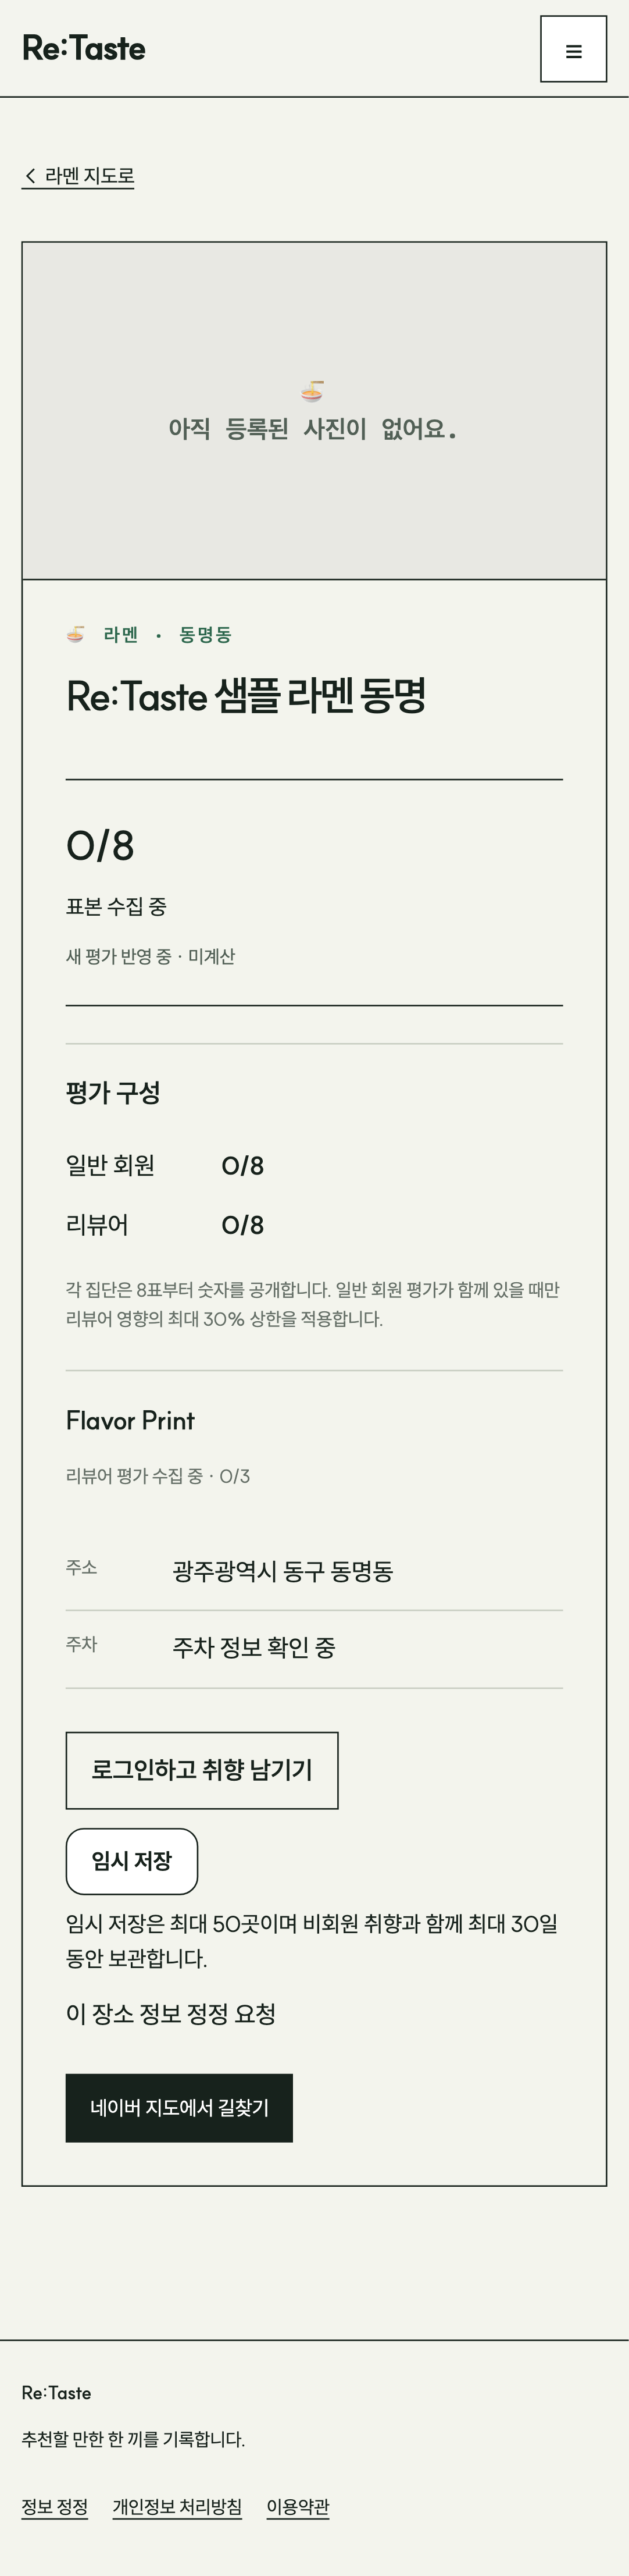 Re:Taste
≡
< 라멘 지도로
🍜
아직 등록된 사진이 없어요.
🍜 라멘 · 동명동
Re:Taste 샘플 라멘 동명
0/8
표본 수집 중
새 평가 반영 중 · 미계산
평가 구성
일반 회원 0/8
리뷰어 0/8
각 집단은 8표부터 숫자를 공개합니다. 일반 회원 평가가 함께 있을 때만
리뷰어 영향의 최대 30% 상한을 적용합니다.
Flavor Print
리뷰어 평가 수집 중 · 0/3
주소 광주광역시 동구 동명동
주차 주차 정보 확인 중
로그인하고 취향 남기기
임시 저장
임시 저장은 최대 50곳이며 비회원 취향과 함께 최대 30일
동안 보관합니다.
이 장소 정보 정정 요청
네이버 지도에서 길찾기
Re:Taste
추천할 만한 한 끼를 기록합니다.
정보 정정 개인정보 처리방침 이용약관